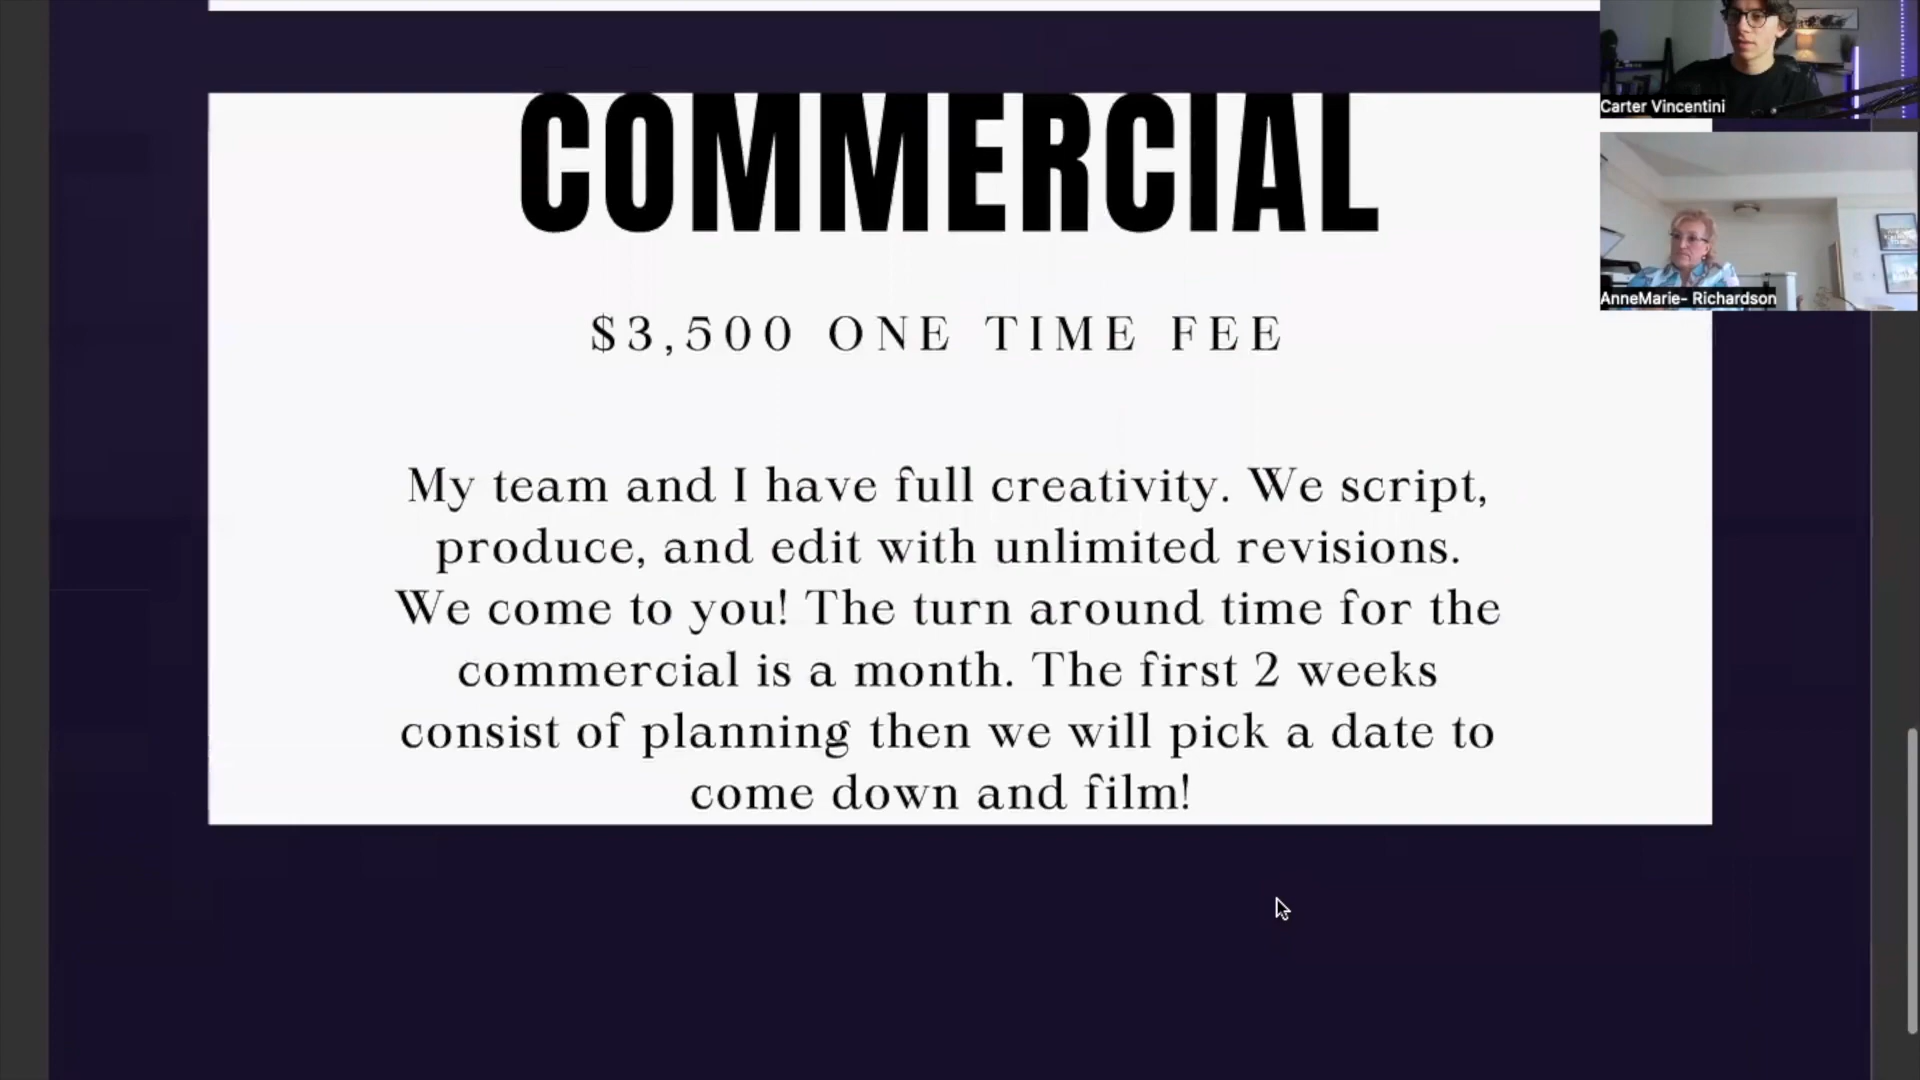 COMMERCIAL
$3,500 ONE TIME FEE
My team and I have full creativity. We script,
produce, and edit with unlimited revisions.
We come to you! The turn around time for the
commercial is a month. The first 2 weeks
consist of planning then we will pick a date to
come down and film!
Carter Vincentini
AnneMarie- Richardson